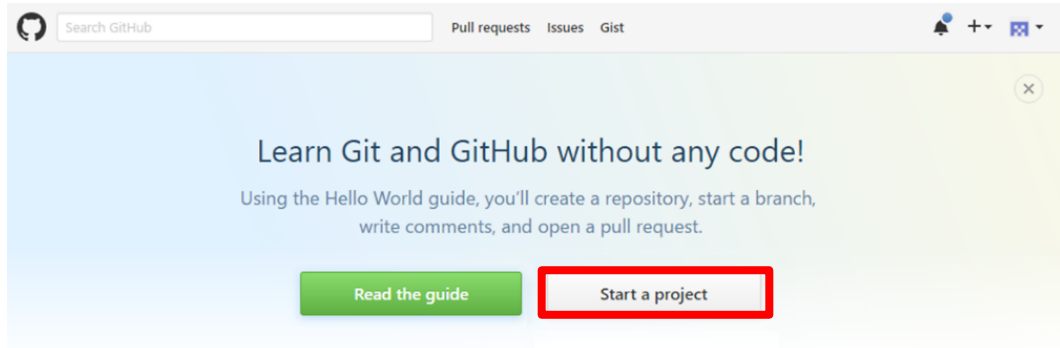 Search GitHub
Pull requests Issues Gist
Learn Git and GitHub without any code!
Using the Hello World guide, you'll create a repository, start a branch,
write comments, and open a pull request.
Read the guide
Start a project